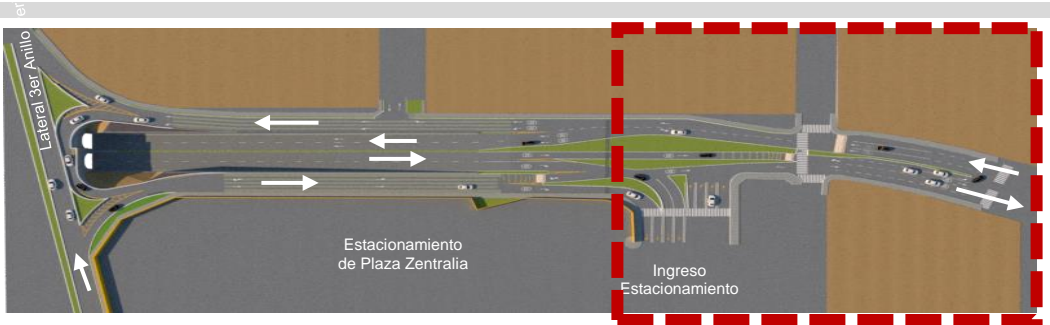 Lateral 3er Anillo
Estacionamiento
de Plaza Zentralia
Ingreso
Estacionamiento